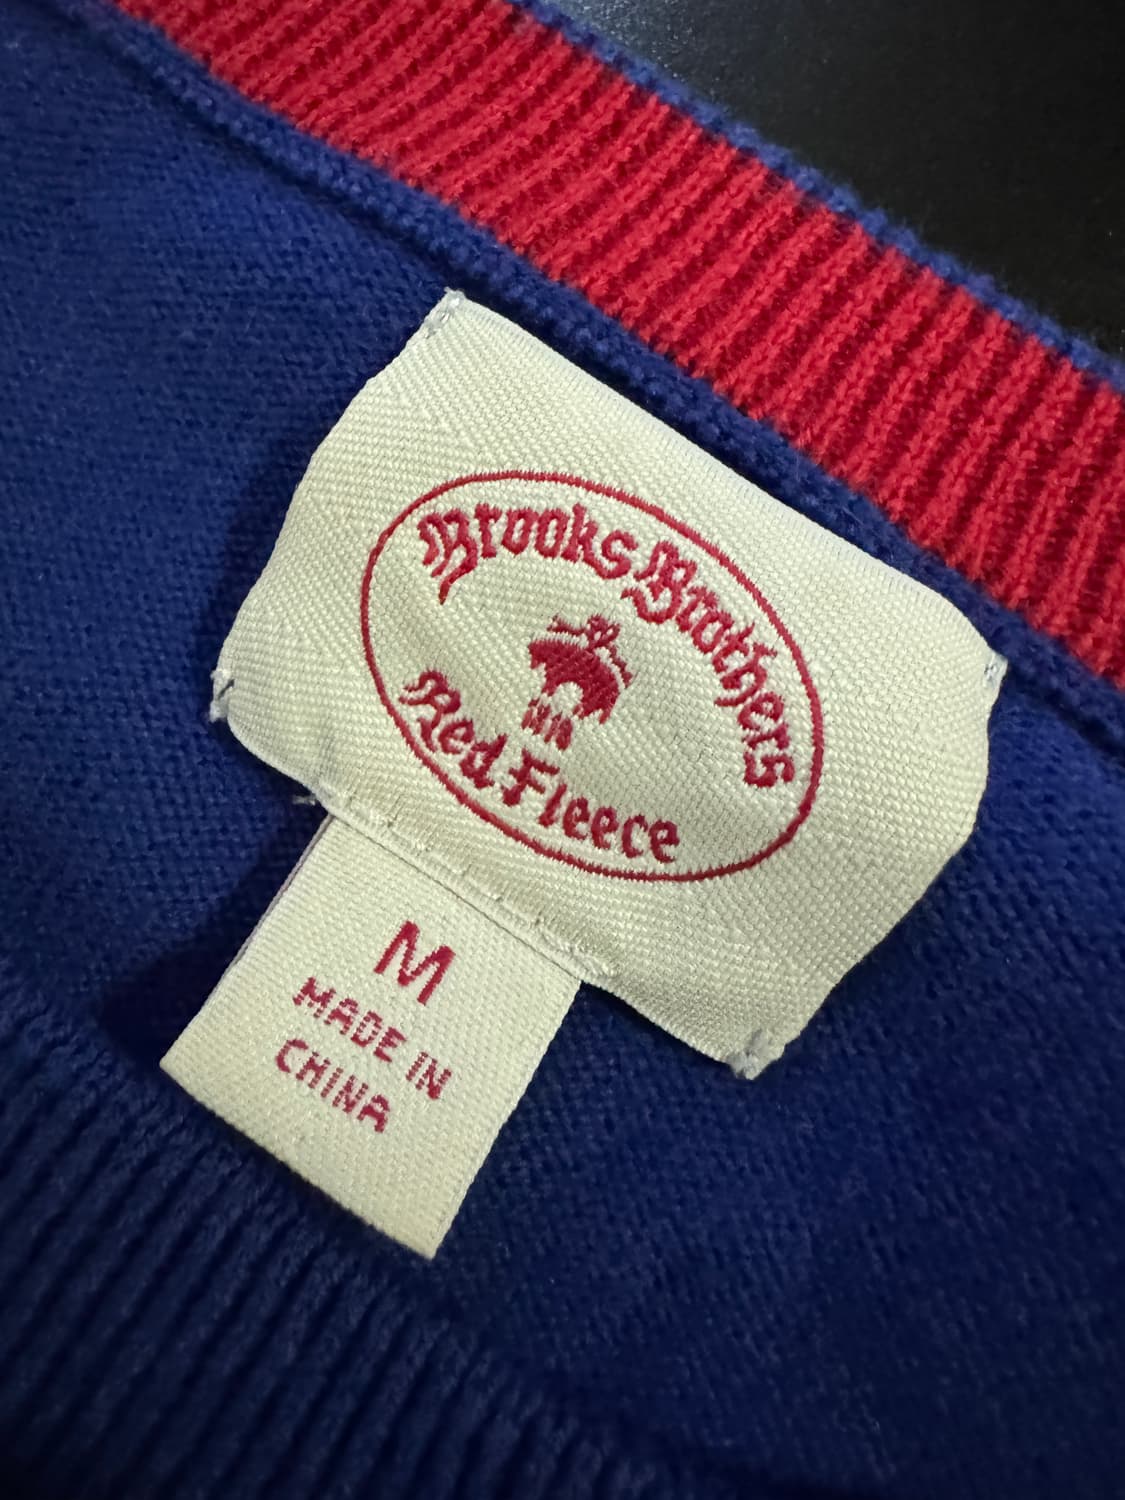 Brooks Brothers
1818
Red Fleece
M
MADE IN
CHINA